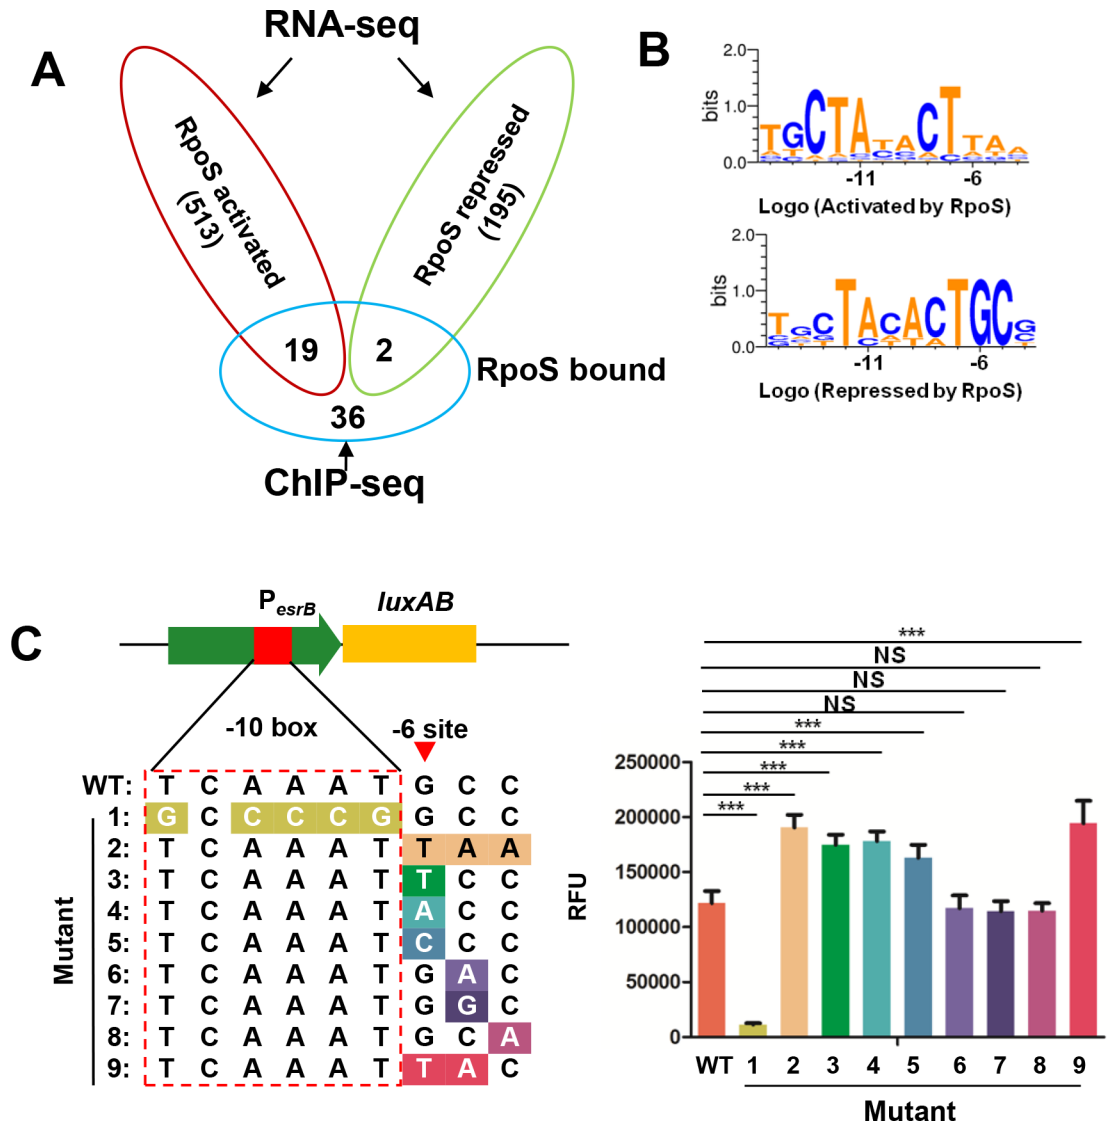 RNA-seq
A
RpoS activated
(513)
RpoS repressed
(195)
19
2
RpoS bound
36
ChIP-seq
B
2.0
1.0
0.0
bits
TGCTATACTTAA
-11
-6
Logo (Activated by RpoS)
2.0
1.0
0.0
bits
TGCTACACTGCG
-11
-6
Logo (Repressed by RpoS)
C
PesrB
luxAB
-10 box
-6 site
WT: T C A A A T G C C
1: G C C C C G G C C
2: T C A A A T T A A
3: T C A A A T T C C
4: T C A A A T A C C
5: T C A A A T C C C
6: T C A A A T G A C
7: T C A A A T G G C
8: T C A A A T G C A
9: T C A A A T T A C
Mutant
***
NS
NS
NS
***
***
***
***
***
250000
200000
150000
100000
50000
0
RFU
WT 1 2 3 4 5 6 7 8 9
Mutant